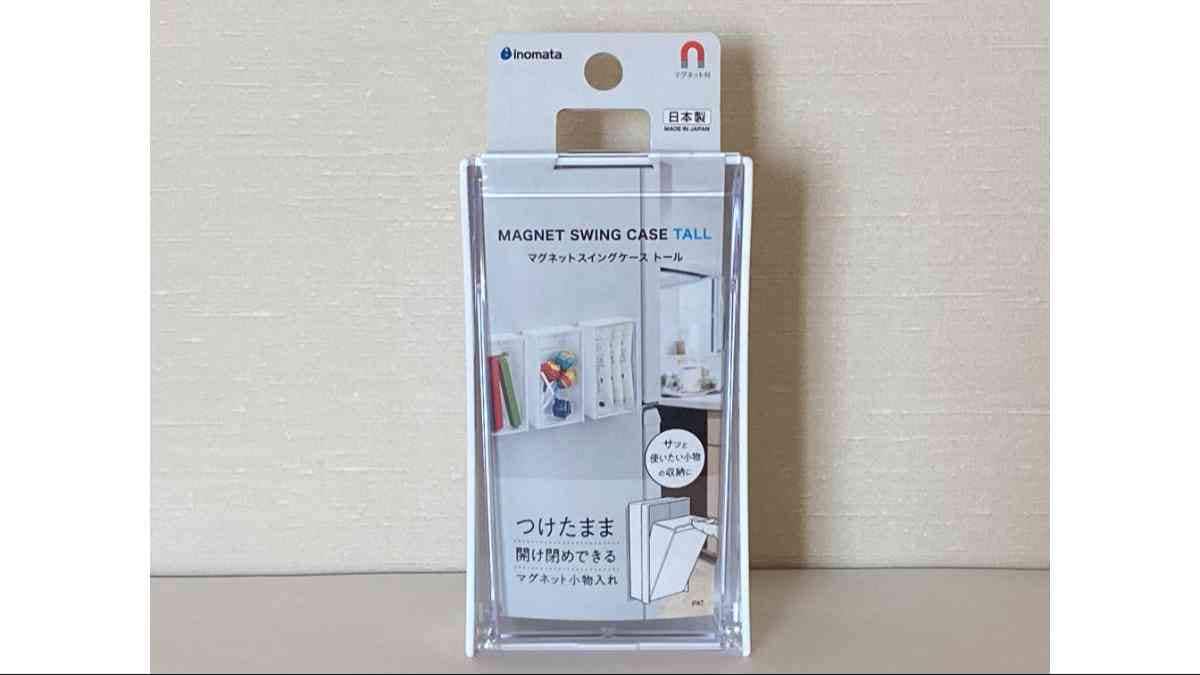 inomata
マグネット付
日本製
MADE IN JAPAN
MAGNET SWING CASE TALL
マグネットスイングケース トール
サッと
使いたい小物
の収納に
つけたまま
開け閉めできる
マグネット小物入れ
PAT.